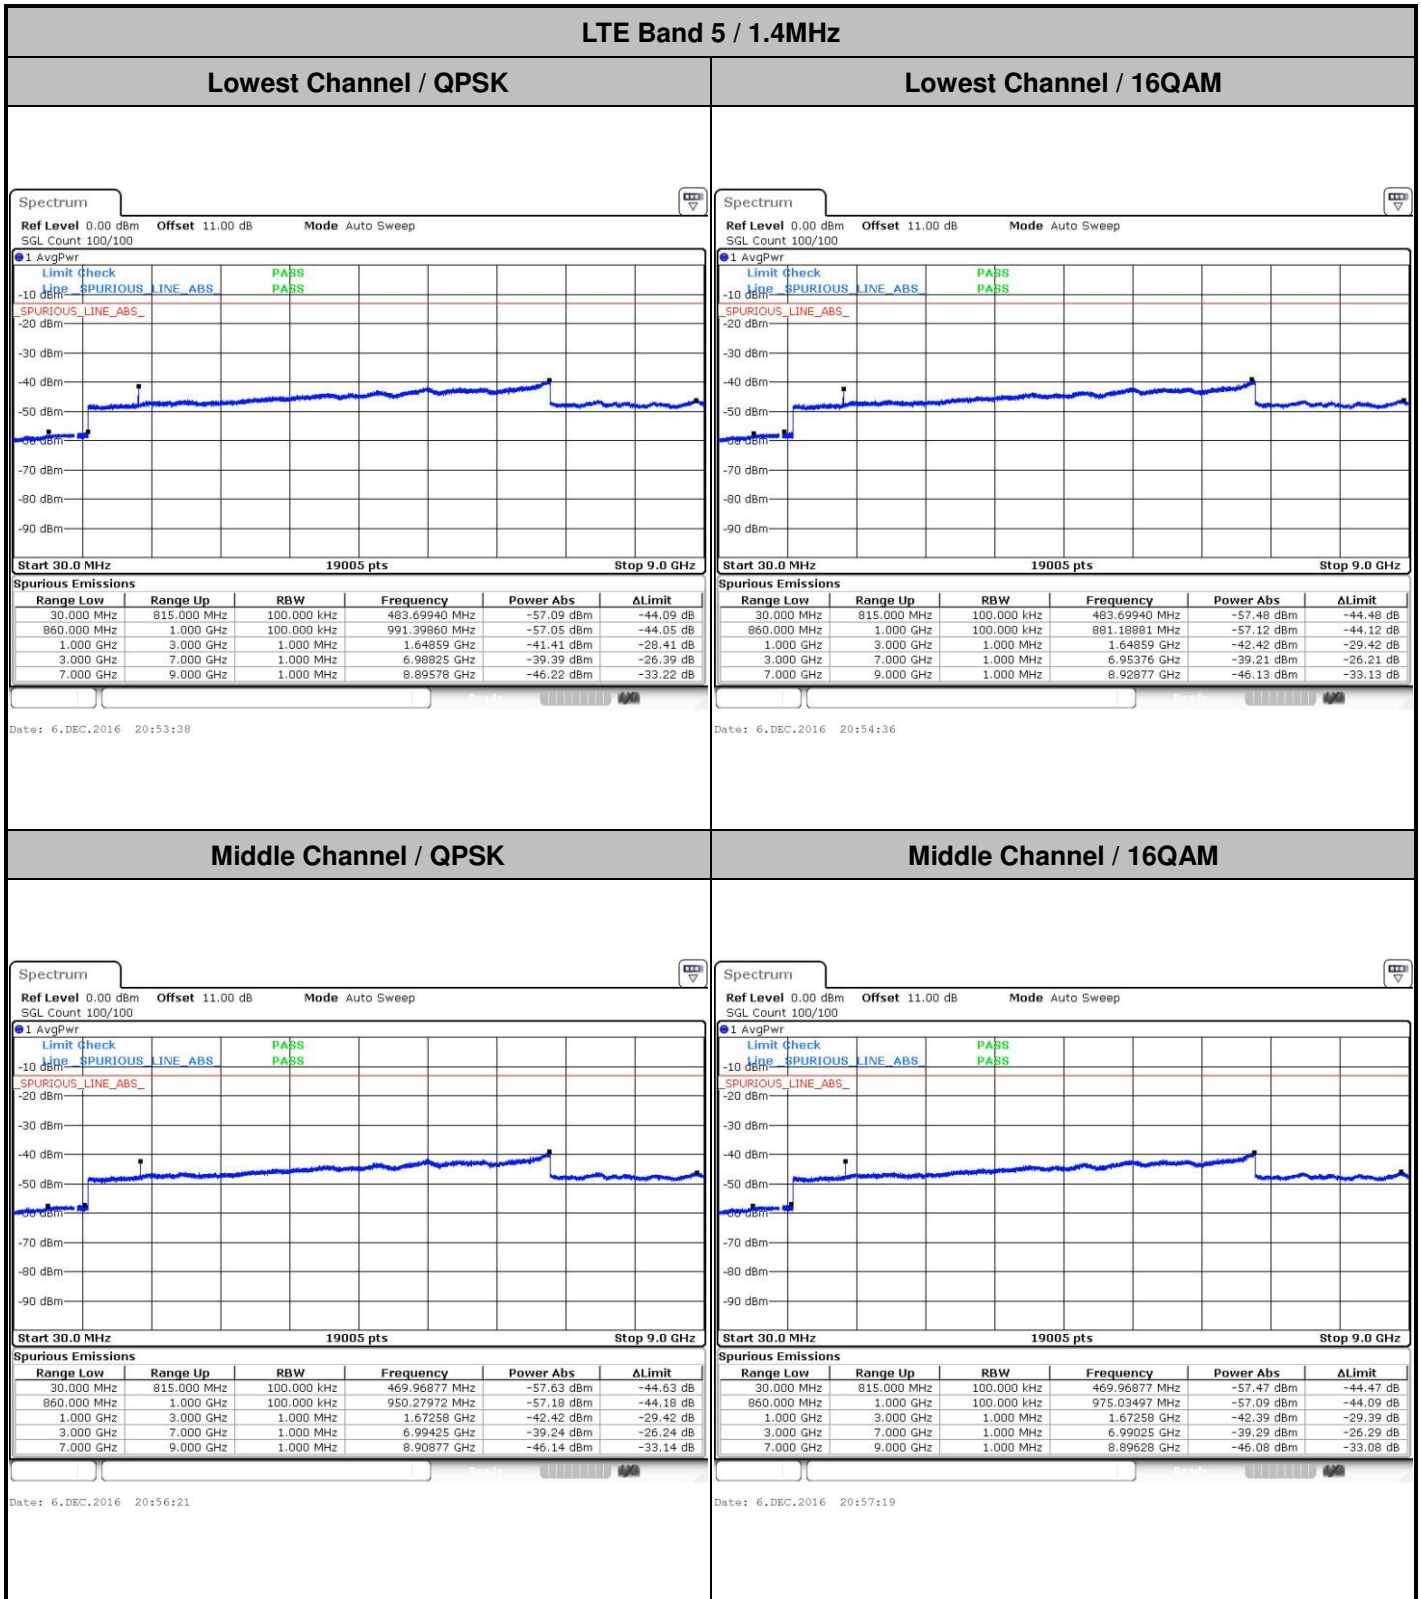 LTE Band 5 / 1.4MHz
Lowest Channel / QPSK
Lowest Channel / 16QAM
Spectrum
Ref Level 0.00 dBm Offset 11.00 dB Mode Auto Sweep
SGL Count 100/100
1 AvgPwr
Limit Check PASS
Line _SPURIOUS_LINE_ABS_ PASS
-10 dBm
_SPURIOUS_LINE_ABS_
-20 dBm
-30 dBm
-40 dBm
-50 dBm
-60 dBm
-70 dBm
-80 dBm
-90 dBm
Start 30.0 MHz 19005 pts Stop 9.0 GHz
Spurious Emissions
Range Low Range Up RBW Frequency Power Abs ΔLimit
30.000 MHz 815.000 MHz 100.000 kHz 483.69940 MHz -57.09 dBm -44.09 dB
860.000 MHz 1.000 GHz 100.000 kHz 991.39860 MHz -57.05 dBm -44.05 dB
1.000 GHz 3.000 GHz 1.000 MHz 1.64859 GHz -41.41 dBm -28.41 dB
3.000 GHz 7.000 GHz 1.000 MHz 6.98825 GHz -39.39 dBm -26.39 dB
7.000 GHz 9.000 GHz 1.000 MHz 8.89578 GHz -46.22 dBm -33.22 dB
Date: 6.DEC.2016 20:53:38
Spectrum
Ref Level 0.00 dBm Offset 11.00 dB Mode Auto Sweep
SGL Count 100/100
1 AvgPwr
Limit Check PASS
Line _SPURIOUS_LINE_ABS_ PASS
-10 dBm
_SPURIOUS_LINE_ABS_
-20 dBm
-30 dBm
-40 dBm
-50 dBm
-60 dBm
-70 dBm
-80 dBm
-90 dBm
Start 30.0 MHz 19005 pts Stop 9.0 GHz
Spurious Emissions
Range Low Range Up RBW Frequency Power Abs ΔLimit
30.000 MHz 815.000 MHz 100.000 kHz 483.69940 MHz -57.48 dBm -44.48 dB
860.000 MHz 1.000 GHz 100.000 kHz 881.18881 MHz -57.12 dBm -44.12 dB
1.000 GHz 3.000 GHz 1.000 MHz 1.64859 GHz -42.42 dBm -29.42 dB
3.000 GHz 7.000 GHz 1.000 MHz 6.95376 GHz -39.21 dBm -26.21 dB
7.000 GHz 9.000 GHz 1.000 MHz 8.92877 GHz -46.13 dBm -33.13 dB
Date: 6.DEC.2016 20:54:36
Middle Channel / QPSK
Middle Channel / 16QAM
Spectrum
Ref Level 0.00 dBm Offset 11.00 dB Mode Auto Sweep
SGL Count 100/100
1 AvgPwr
Limit Check PASS
Line _SPURIOUS_LINE_ABS_ PASS
-10 dBm
_SPURIOUS_LINE_ABS_
-20 dBm
-30 dBm
-40 dBm
-50 dBm
-60 dBm
-70 dBm
-80 dBm
-90 dBm
Start 30.0 MHz 19005 pts Stop 9.0 GHz
Spurious Emissions
Range Low Range Up RBW Frequency Power Abs ΔLimit
30.000 MHz 815.000 MHz 100.000 kHz 469.96877 MHz -57.63 dBm -44.63 dB
860.000 MHz 1.000 GHz 100.000 kHz 950.27972 MHz -57.18 dBm -44.18 dB
1.000 GHz 3.000 GHz 1.000 MHz 1.67258 GHz -42.42 dBm -29.42 dB
3.000 GHz 7.000 GHz 1.000 MHz 6.99425 GHz -39.24 dBm -26.24 dB
7.000 GHz 9.000 GHz 1.000 MHz 8.90877 GHz -46.14 dBm -33.14 dB
Date: 6.DEC.2016 20:56:21
Spectrum
Ref Level 0.00 dBm Offset 11.00 dB Mode Auto Sweep
SGL Count 100/100
1 AvgPwr
Limit Check PASS
Line _SPURIOUS_LINE_ABS_ PASS
-10 dBm
_SPURIOUS_LINE_ABS_
-20 dBm
-30 dBm
-40 dBm
-50 dBm
-60 dBm
-70 dBm
-80 dBm
-90 dBm
Start 30.0 MHz 19005 pts Stop 9.0 GHz
Spurious Emissions
Range Low Range Up RBW Frequency Power Abs ΔLimit
30.000 MHz 815.000 MHz 100.000 kHz 469.96877 MHz -57.47 dBm -44.47 dB
860.000 MHz 1.000 GHz 100.000 kHz 975.03497 MHz -57.09 dBm -44.09 dB
1.000 GHz 3.000 GHz 1.000 MHz 1.67258 GHz -42.39 dBm -29.39 dB
3.000 GHz 7.000 GHz 1.000 MHz 6.99025 GHz -39.29 dBm -26.29 dB
7.000 GHz 9.000 GHz 1.000 MHz 8.89628 GHz -46.08 dBm -33.08 dB
Date: 6.DEC.2016 20:57:19